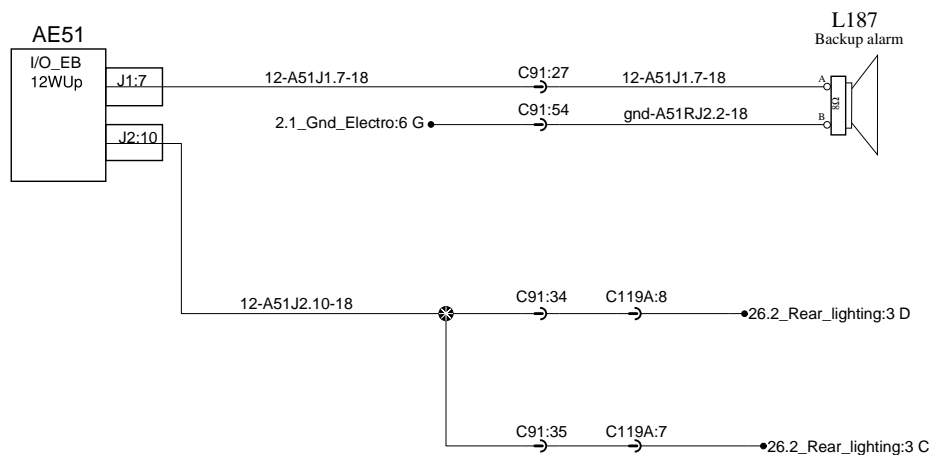 AE51
I/O_EB
12WUp
J1:7
J2:10
12-A51J1.7-18
C91:27
12-A51J1.7-18
L187
Backup alarm
A
8Ω
B
2.1_Gnd_Electro:6 G
C91:54
gnd-A51RJ2.2-18
12-A51J2.10-18
C91:34
C119A:8
26.2_Rear_lighting:3 D
C91:35
C119A:7
26.2_Rear_lighting:3 C